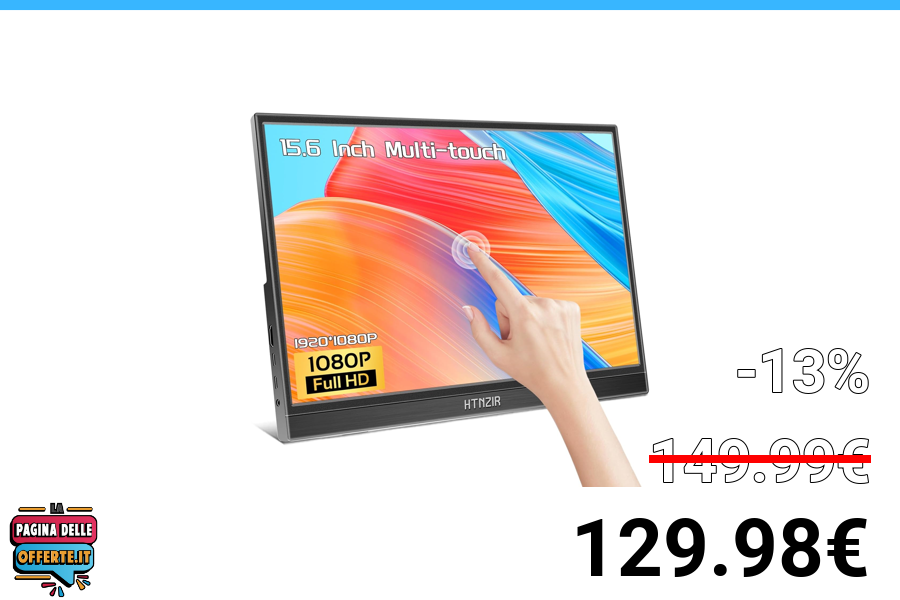 15.6 Inch Multi-touch
1920*1080P
1080P
Full HD
HTNZIR
-13%
149.99€
129.98€
LA
PAGINA DELLE
OFFERTE.IT